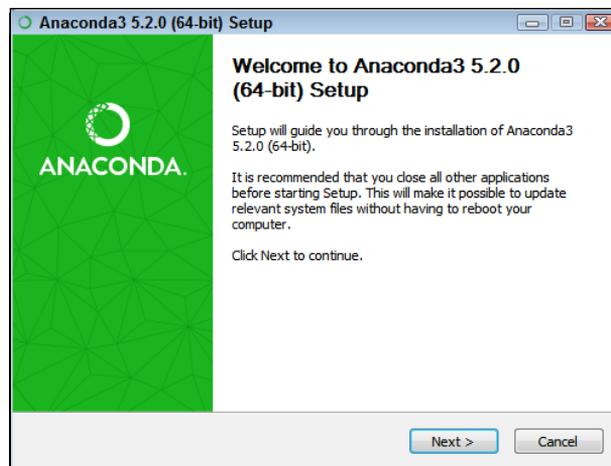 Anaconda3 5.2.0 (64-bit) Setup
ANACONDA.
Welcome to Anaconda3 5.2.0
(64-bit) Setup
Setup will guide you through the installation of Anaconda3
5.2.0 (64-bit).
It is recommended that you close all other applications
before starting Setup. This will make it possible to update
relevant system files without having to reboot your
computer.
Click Next to continue.
Next >
Cancel